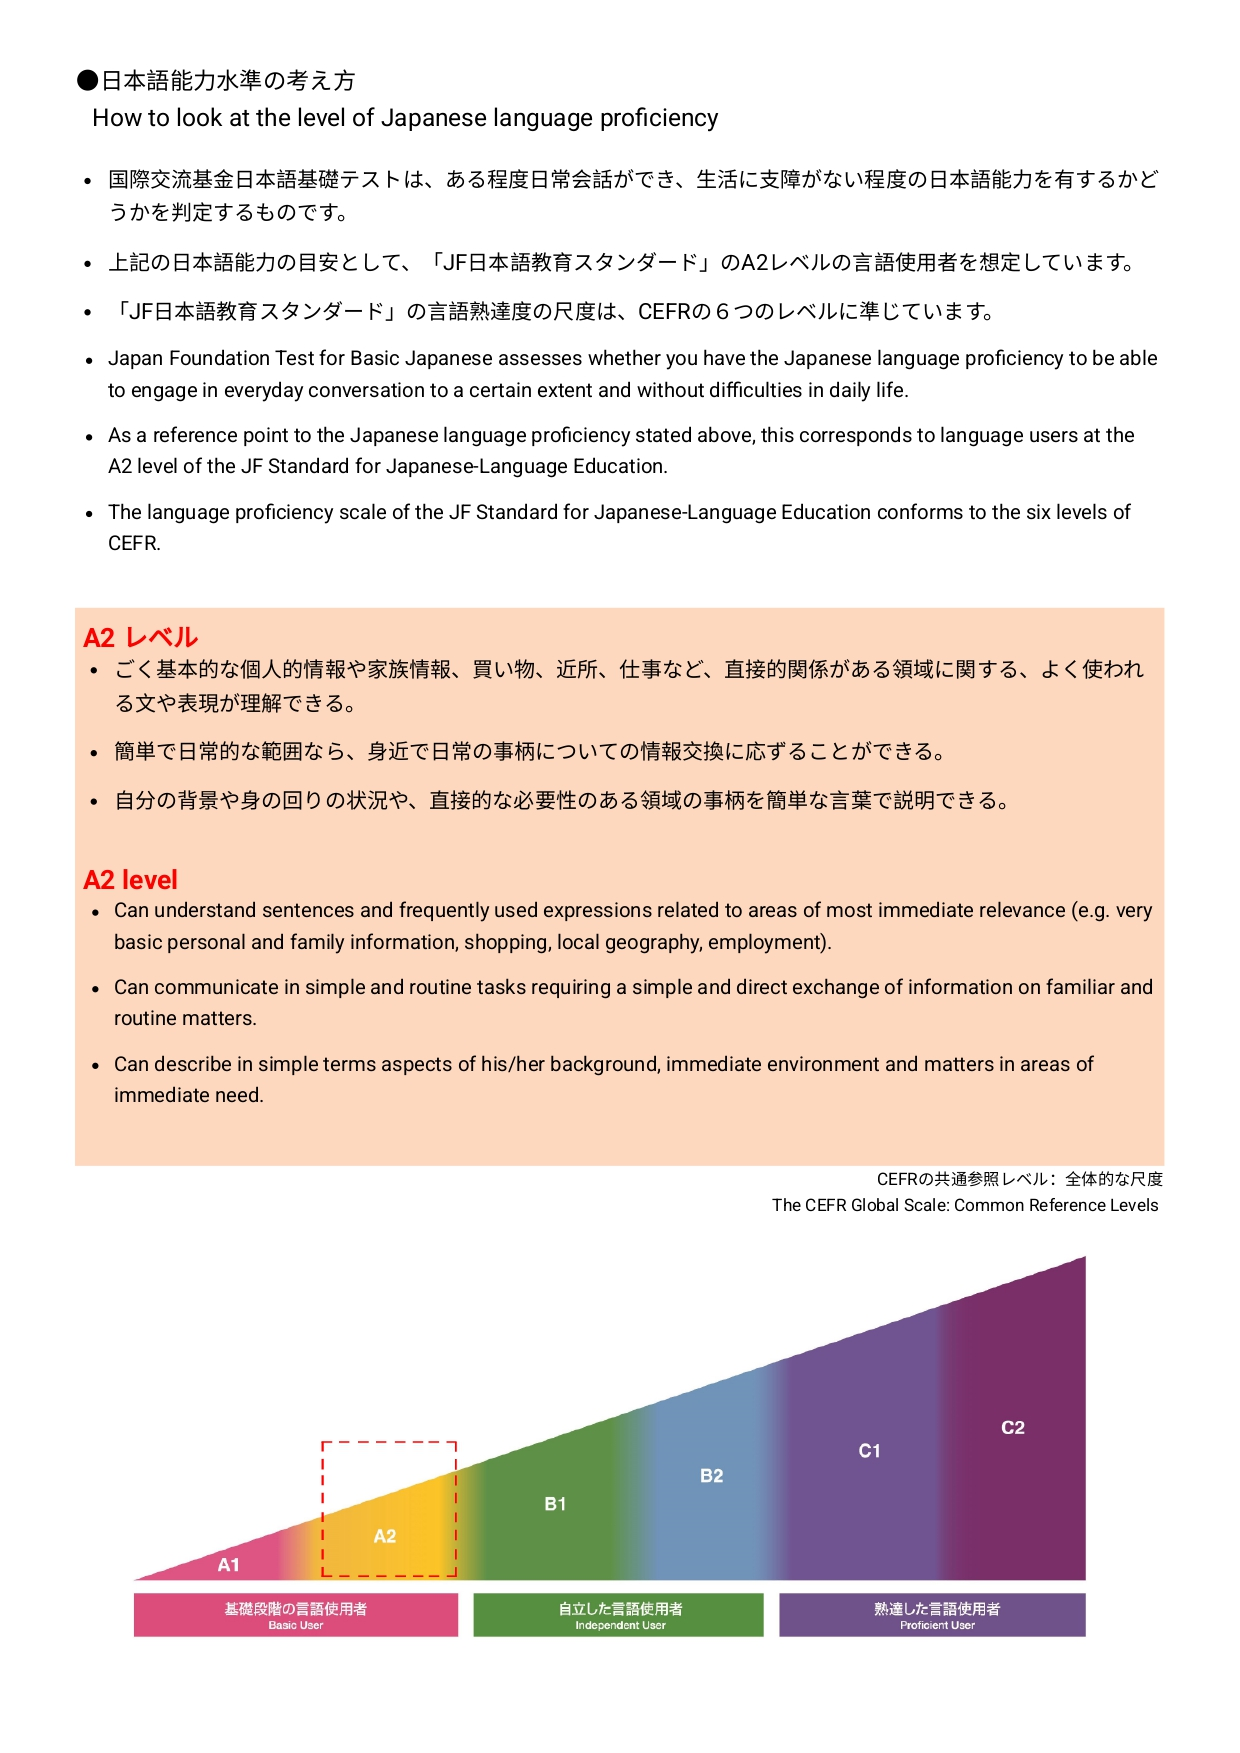 ●日本語能力水準の考え方
How to look at the level of Japanese language proficiency
• 国際交流基金日本語基礎テストは、ある程度日常会話ができ、生活に支障がない程度の日本語能力を有するかど
うかを判定するものです。
• 上記の日本語能力の目安として、「JF日本語教育スタンダード」のA2レベルの言語使用者を想定しています。
• 「JF日本語教育スタンダード」の言語熟達度の尺度は、CEFRの６つのレベルに準じています。
• Japan Foundation Test for Basic Japanese assesses whether you have the Japanese language proficiency to be able
to engage in everyday conversation to a certain extent and without difficulties in daily life.
• As a reference point to the Japanese language proficiency stated above, this corresponds to language users at the
A2 level of the JF Standard for Japanese-Language Education.
• The language proficiency scale of the JF Standard for Japanese-Language Education conforms to the six levels of
CEFR.
A2 レベル
• ごく基本的な個人的情報や家族情報、買い物、近所、仕事など、直接的関係がある領域に関する、よく使われ
る文や表現が理解できる。
• 簡単で日常的な範囲なら、身近で日常の事柄についての情報交換に応ずることができる。
• 自分の背景や身の回りの状況や、直接的な必要性のある領域の事柄を簡単な言葉で説明できる。
A2 level
• Can understand sentences and frequently used expressions related to areas of most immediate relevance (e.g. very
basic personal and family information, shopping, local geography, employment).
• Can communicate in simple and routine tasks requiring a simple and direct exchange of information on familiar and
routine matters.
• Can describe in simple terms aspects of his/her background, immediate environment and matters in areas of
immediate need.
CEFRの共通参照レベル：全体的な尺度
The CEFR Global Scale: Common Reference Levels
A1
A2
B1
B2
C1
C2
基礎段階の言語使用者
Basic User
自立した言語使用者
Independent User
熟達した言語使用者
Proficient User